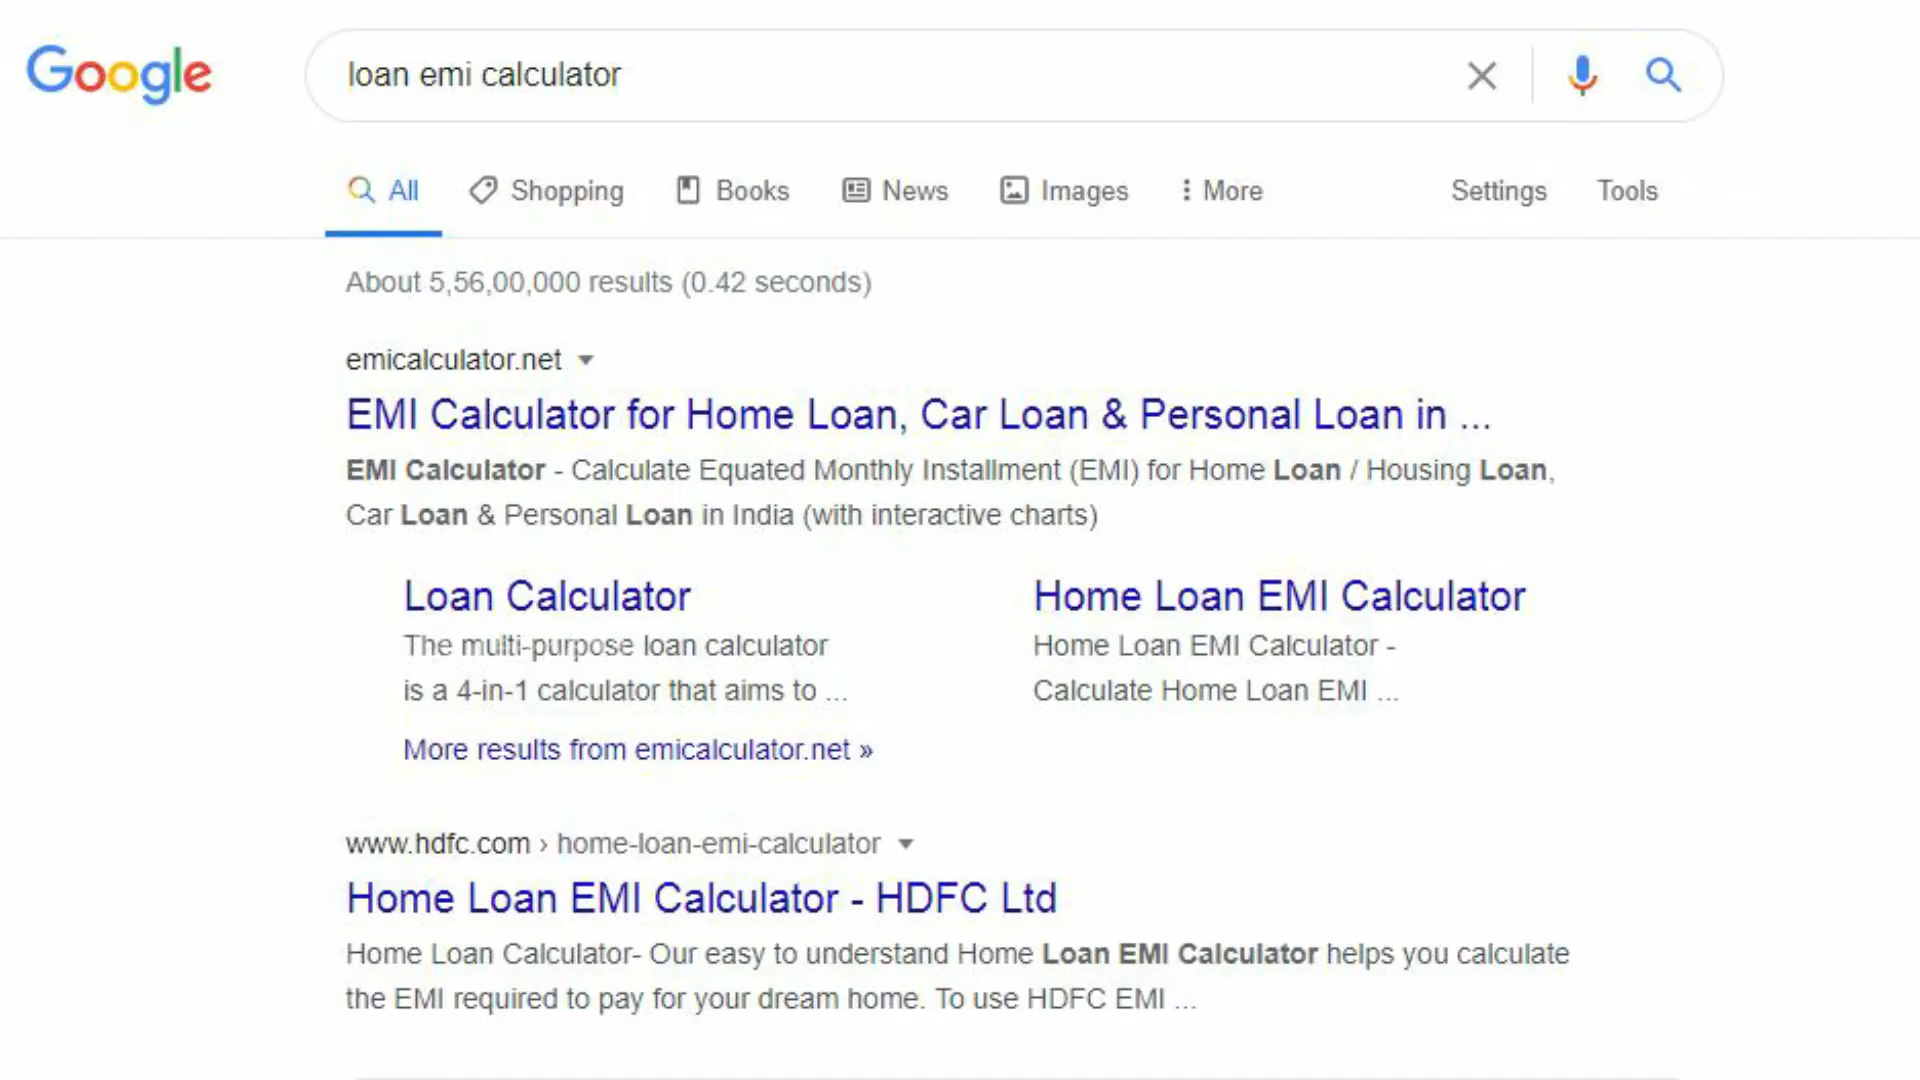 Google
loan emi calculator
All Shopping Books News Images More Settings Tools
About 5,56,00,000 results (0.42 seconds)
emicalculator.net
EMI Calculator for Home Loan, Car Loan & Personal Loan in ...
EMI Calculator - Calculate Equated Monthly Installment (EMI) for Home Loan / Housing Loan,
Car Loan & Personal Loan in India (with interactive charts)
Loan Calculator
The multi-purpose loan calculator
is a 4-in-1 calculator that aims to ...
Home Loan EMI Calculator
Home Loan EMI Calculator -
Calculate Home Loan EMI ...
More results from emicalculator.net »
www.hdfc.com › home-loan-emi-calculator
Home Loan EMI Calculator - HDFC Ltd
Home Loan Calculator- Our easy to understand Home Loan EMI Calculator helps you calculate
the EMI required to pay for your dream home. To use HDFC EMI ...